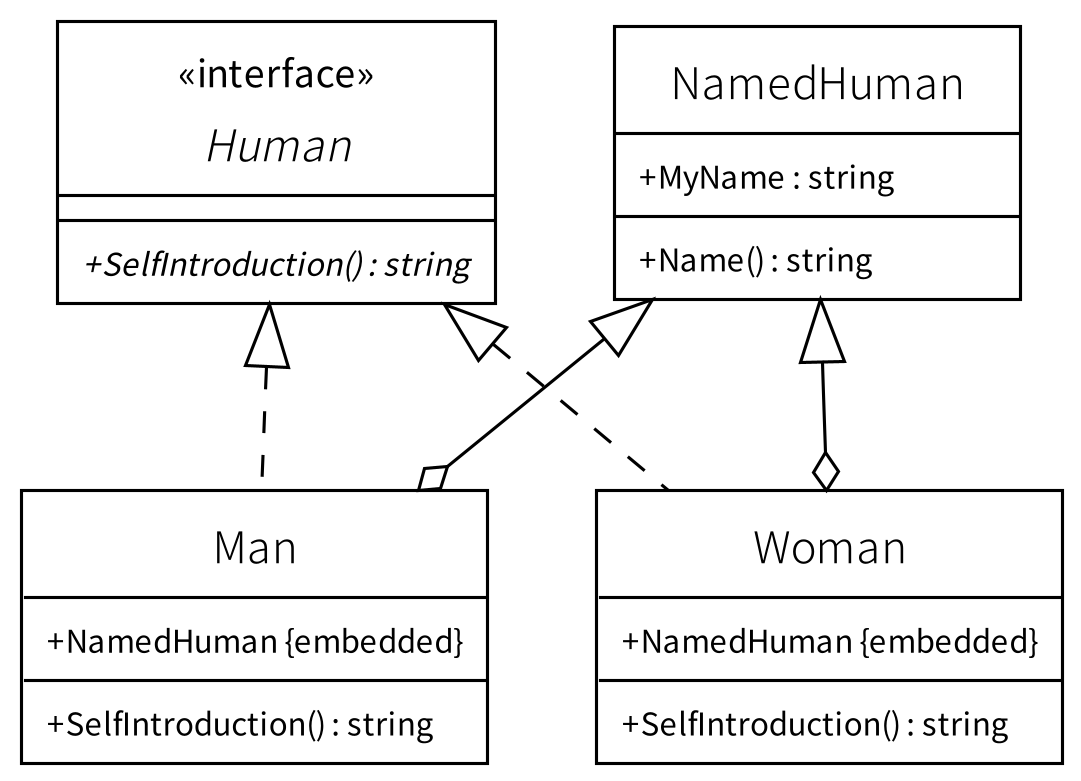 «interface»
Human
+SelfIntroduction() : string
NamedHuman
+MyName : string
+Name() : string
Man
+NamedHuman {embedded}
+SelfIntroduction() : string
Woman
+NamedHuman {embedded}
+SelfIntroduction() : string